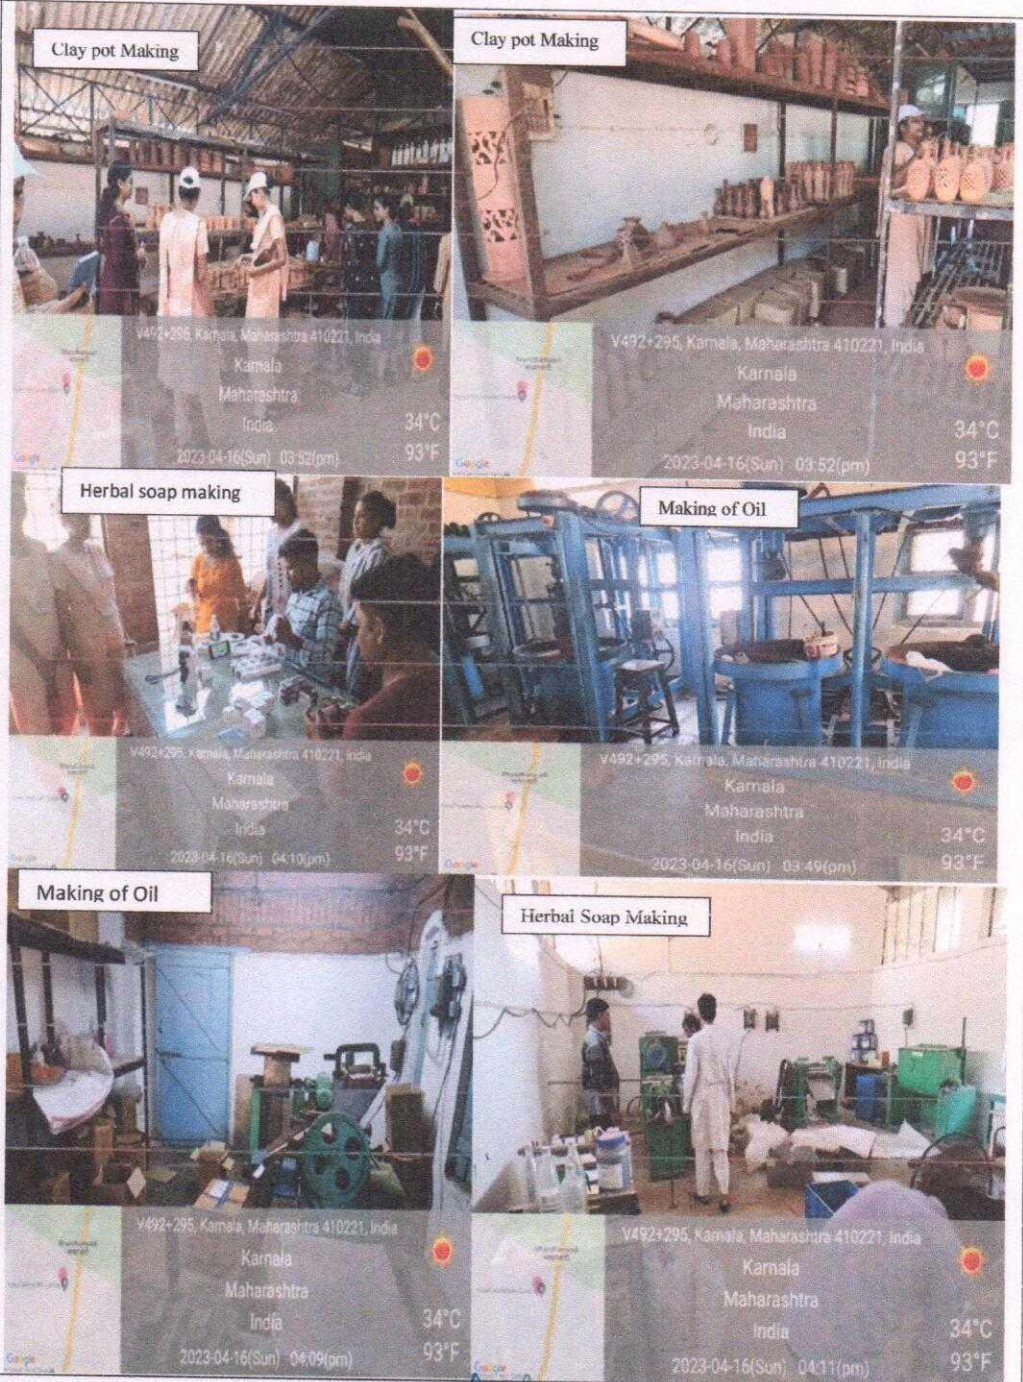 Clay pot Making
V492+295, Karnala, Maharashtra 410221, India
Karnala
Maharashtra
India
34°C
2023-04-16(Sun) 03:52(pm)
93°F
Google
Clay pot Making
V492+295, Karnala, Maharashtra 410221, India
Karnala
Maharashtra
India
34°C
2023-04-16(Sun) 03:52(pm)
93°F
Google
Herbal soap making
V492+295, Karnala, Maharashtra 410221, India
Karnala
Maharashtra
India
34°C
2023-04-16(Sun) 04:10(pm)
93°F
Google
Making of Oil
V492+295, Karnala, Maharashtra 410221, India
Karnala
Maharashtra
India
34°C
2023-04-16(Sun) 03:49(pm)
93°F
Google
Making of Oil
V492+295, Karnala, Maharashtra 410221, India
Karnala
Maharashtra
India
34°C
2023-04-16(Sun) 04:09(pm)
93°F
Google
Herbal Soap Making
V492+295, Karnala, Maharashtra 410221, India
Karnala
Maharashtra
India
34°C
2023-04-16(Sun) 04:11(pm)
93°F
Google